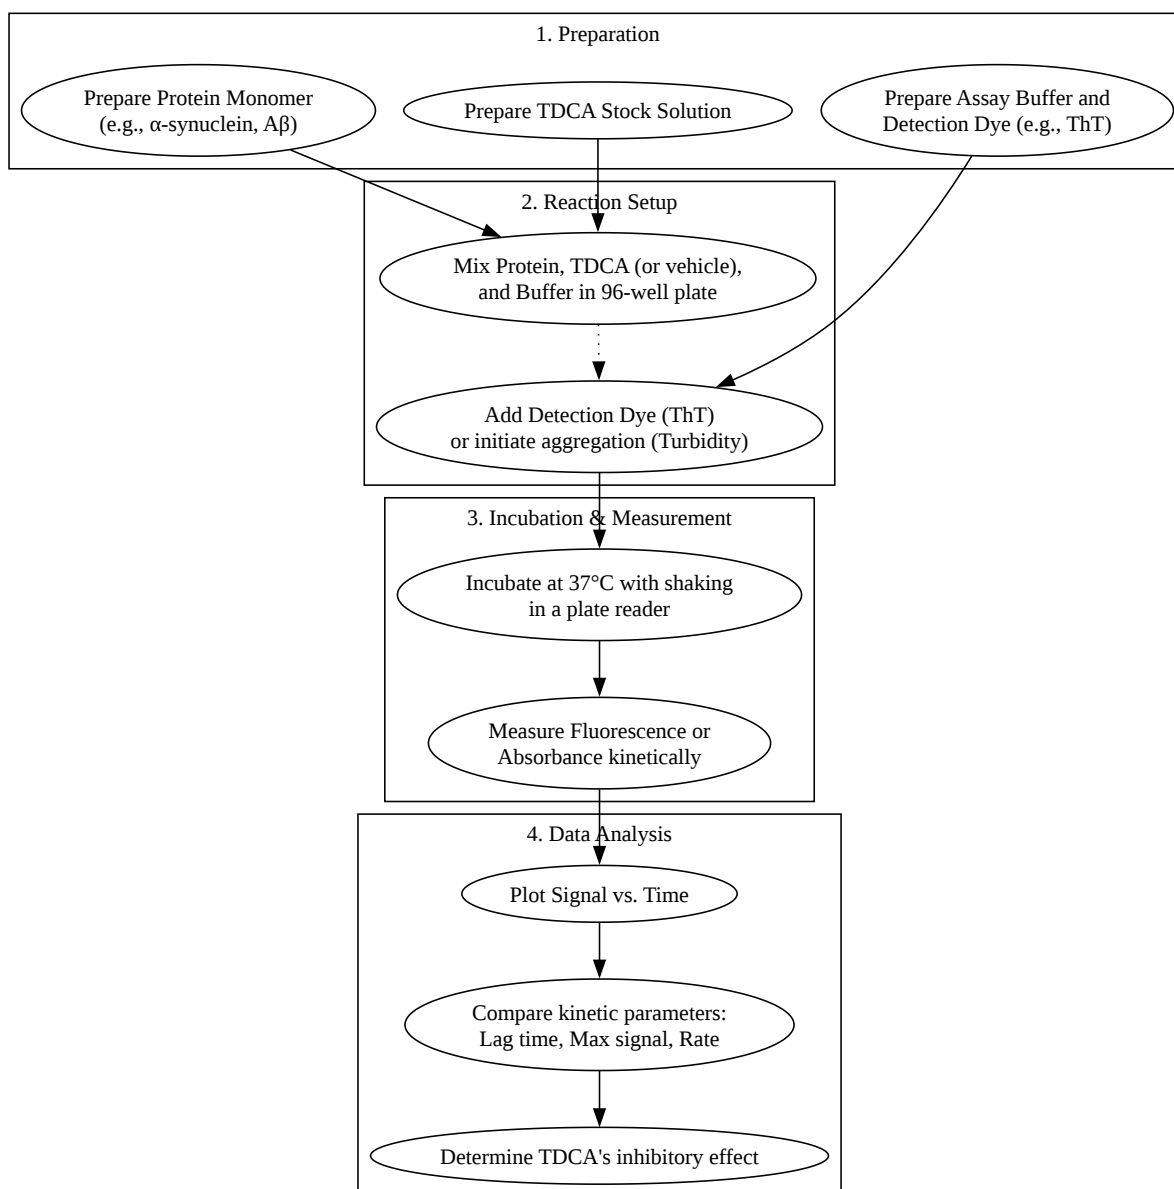 1. Preparation
Prepare Protein Monomer
(e.g., α-synuclein, Aβ)
Prepare TDCA Stock Solution
Prepare Assay Buffer and
Detection Dye (e.g., ThT)
2. Reaction Setup
Mix Protein, TDCA (or vehicle),
and Buffer in 96-well plate
Add Detection Dye (ThT)
or initiate aggregation (Turbidity)
3. Incubation & Measurement
Incubate at 37°C with shaking
in a plate reader
Measure Fluorescence or
Absorbance kinetically
4. Data Analysis
Plot Signal vs. Time
Compare kinetic parameters:
Lag time, Max signal, Rate
Determine TDCA's inhibitory effect